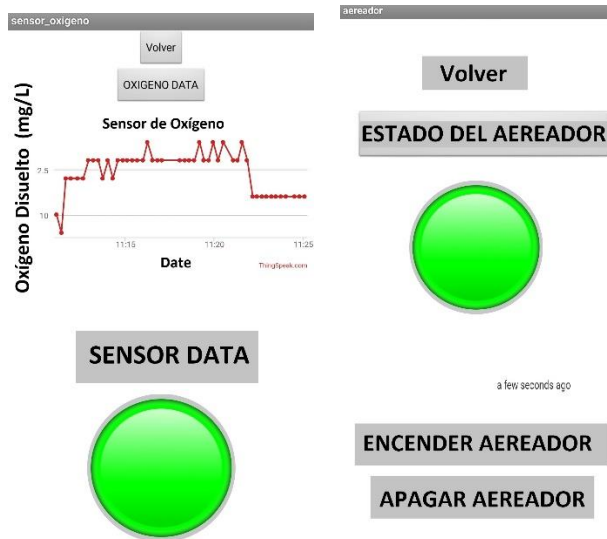 sensor_oxigeno
Volver
OXIGENO DATA
Sensor de Oxígeno
Oxígeno Disuelto (mg/L)
2.5
10
11:15
11:20
11:25
Date
ThingSpeak.com
SENSOR DATA
aereador
Volver
ESTADO DEL AEREADOR
a few seconds ago
ENCENDER AEREADOR
APAGAR AEREADOR